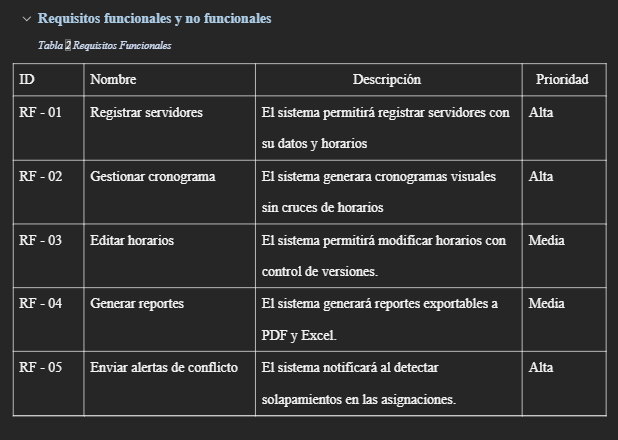 Requisitos funcionales y no funcionales
Tabla 2 Requisitos Funcionales
ID Nombre Descripción Prioridad
RF - 01 Registrar servidores El sistema permitirá registrar servidores con Alta
su datos y horarios
RF - 02 Gestionar cronograma El sistema generara cronogramas visuales Alta
sin cruces de horarios
RF - 03 Editar horarios El sistema permitirá modificar horarios con Media
control de versiones.
RF - 04 Generar reportes El sistema generará reportes exportables a Media
PDF y Excel.
RF - 05 Enviar alertas de conflicto El sistema notificará al detectar Alta
solapamientos en las asignaciones.